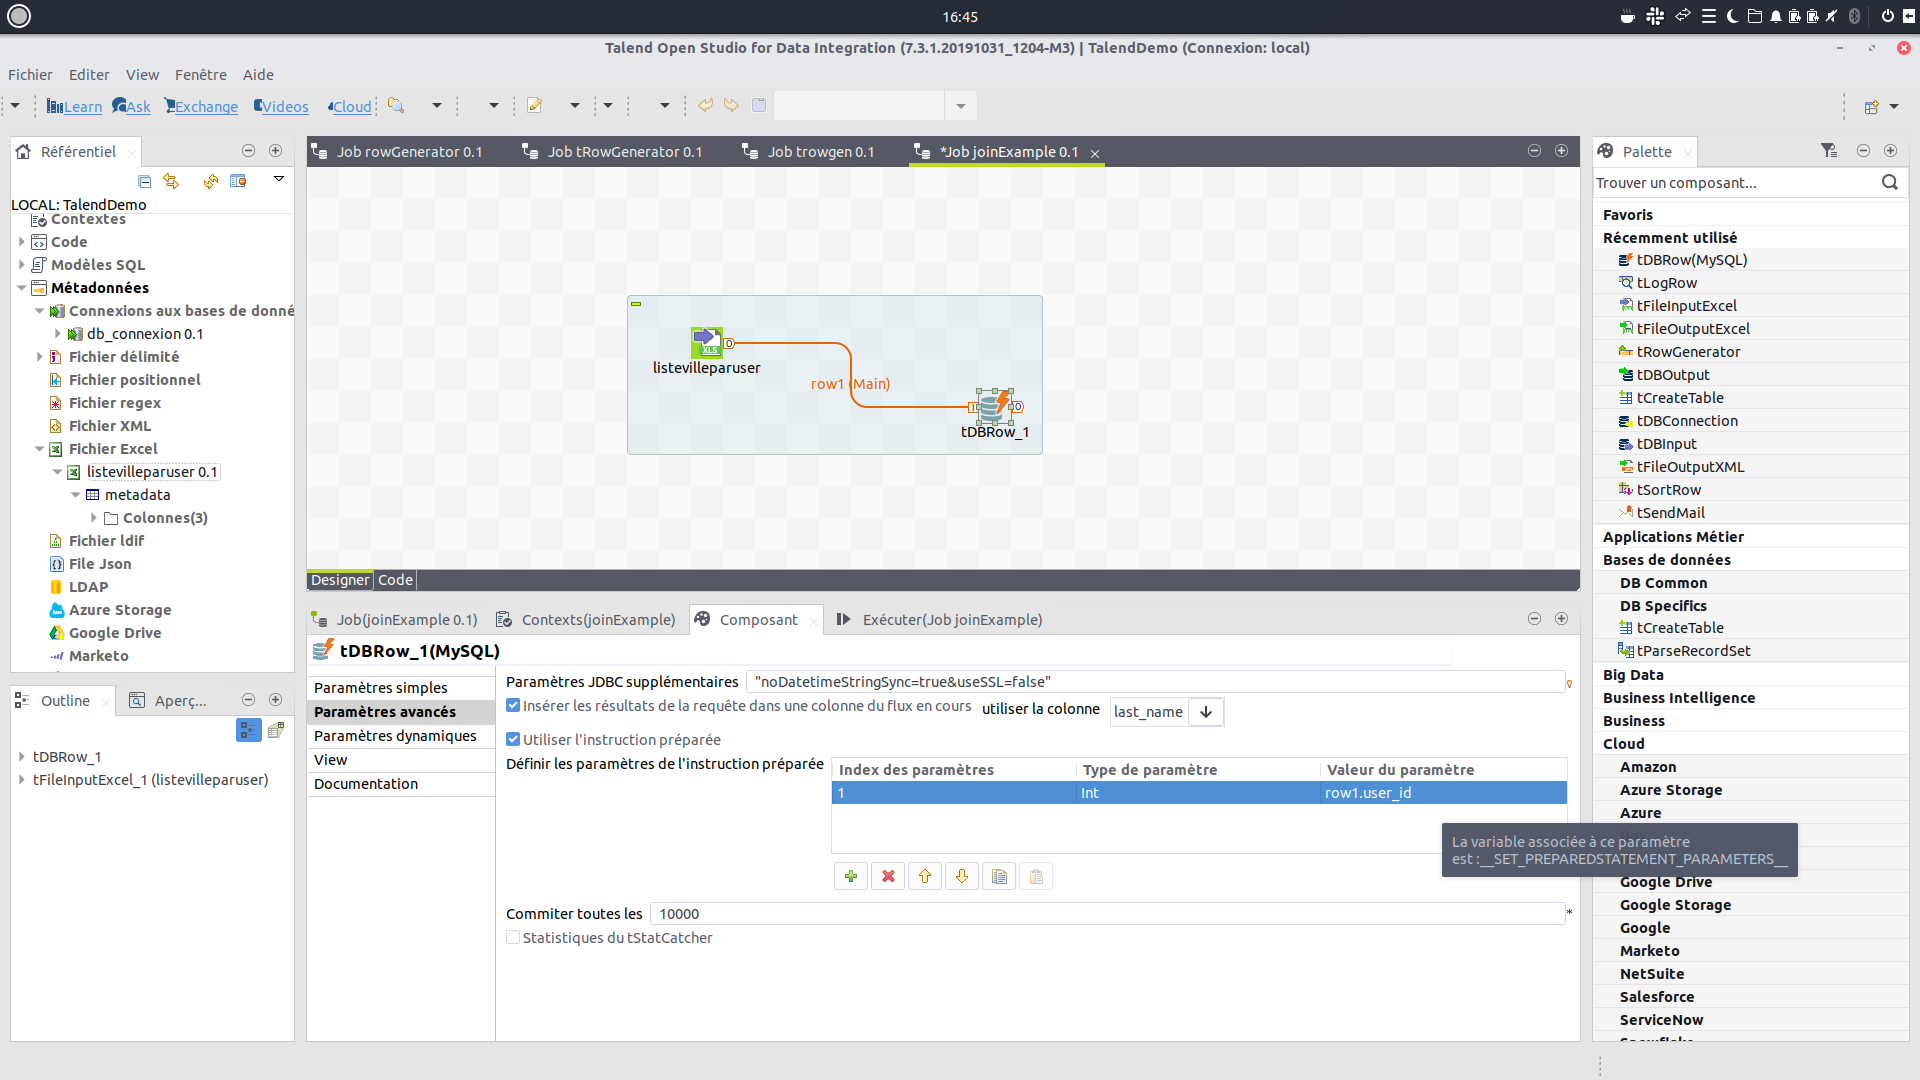 16:45
Talend Open Studio for Data Integration (7.3.1.20191031_1204-M3) | TalendDemo (Connexion: local)
Fichier Editer View Fenêtre Aide
Learn Ask Exchange Videos Cloud
Référentiel
LOCAL: TalendDemo
Contextes
Code
Modèles SQL
Métadonnées
Connexions aux bases de donné
db_connexion 0.1
Fichier délimité
Fichier positionnel
Fichier regex
Fichier XML
Fichier Excel
listevilleparuser 0.1
metadata
Colonnes(3)
Fichier ldif
File Json
LDAP
Azure Storage
Google Drive
Marketo
Outline Aperç...
tDBRow_1
tFileInputExcel_1 (listevilleparuser)
Job rowGenerator 0.1 Job tRowGenerator 0.1 Job trowgen 0.1 *Job joinExample 0.1
XLS
listevilleparuser
row1 (Main)
tDBRow_1
Designer Code
Job(joinExample 0.1) Contexts(joinExample) Composant Exécuter(Job joinExample)
tDBRow_1(MySQL)
Paramètres simples
Paramètres avancés
Paramètres dynamiques
View
Documentation
Paramètres JDBC supplémentaires "noDatetimeStringSync=true&useSSL=false"
Insérer les résultats de la requête dans une colonne du flux en cours utiliser la colonne last_name
Utiliser l'instruction préparée
Définir les paramètres de l'instruction préparée
Index des paramètres Type de paramètre Valeur du paramètre
1 Int row1.user_id
La variable associée à ce paramètre
est :__SET_PREPAREDSTATEMENT_PARAMETERS__
Commiter toutes les 10000 *
Statistiques du tStatCatcher
Palette
Trouver un composant...
Favoris
Récemment utilisé
tDBRow(MySQL)
tLogRow
tFileInputExcel
tFileOutputExcel
tRowGenerator
tDBOutput
tCreateTable
tDBConnection
tDBInput
tFileOutputXML
tSortRow
tSendMail
Applications Métier
Bases de données
DB Common
DB Specifics
tCreateTable
tParseRecordSet
Big Data
Business Intelligence
Business
Cloud
Amazon
Azure Storage
Azure
Google Drive
Google Storage
Google
Marketo
NetSuite
Salesforce
ServiceNow